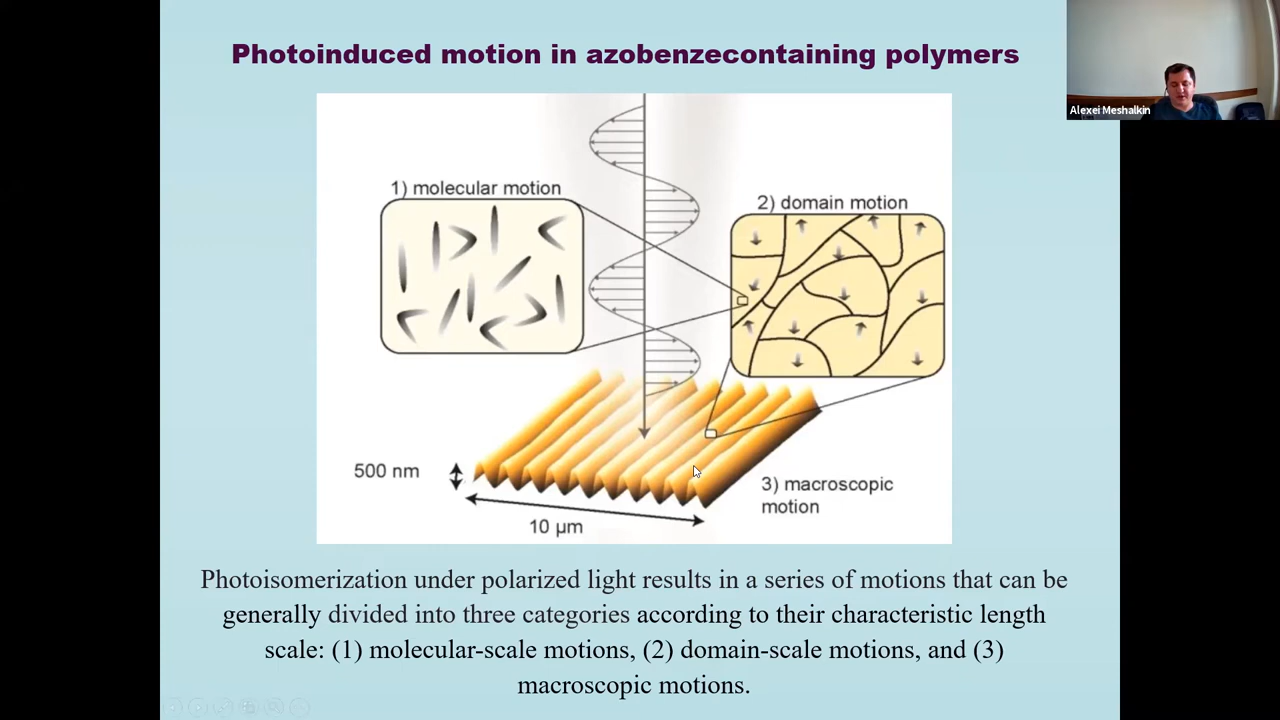 Photoinduced motion in azobenzecontaining polymers
Alexei Meshalkin
1) molecular motion
2) domain motion
500 nm
10 µm
3) macroscopic
motion
Photoisomerization under polarized light results in a series of motions that can be
generally divided into three categories according to their characteristic length
scale: (1) molecular-scale motions, (2) domain-scale motions, and (3)
macroscopic motions.